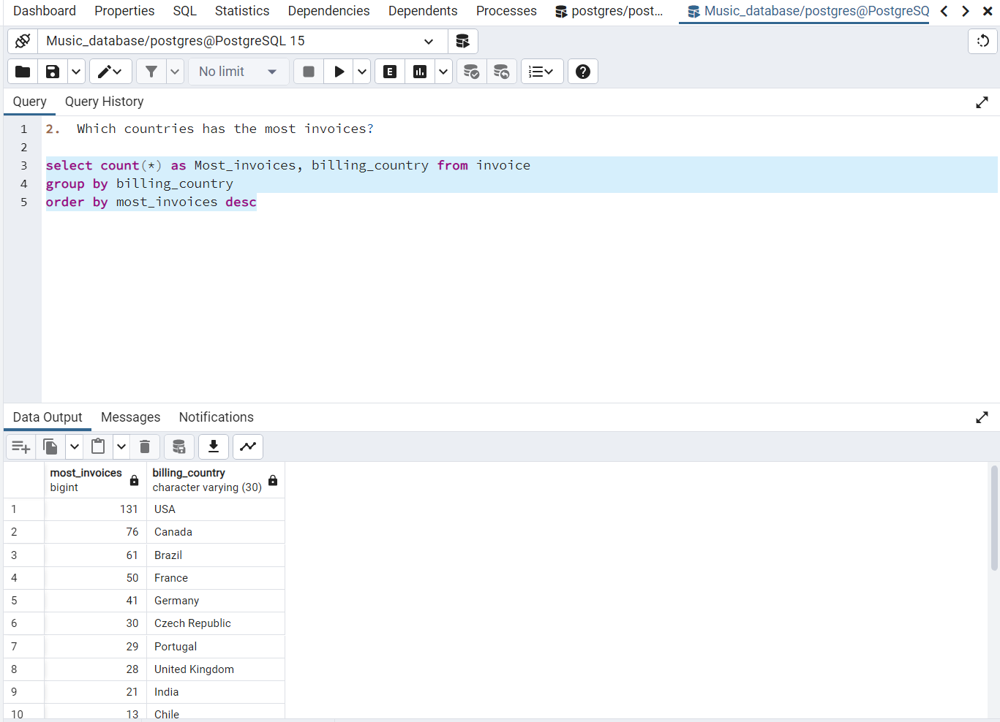 Dashboard Properties SQL Statistics Dependencies Dependents Processes postgres/post... Music_database/postgres@PostgreSQ
Music_database/postgres@PostgreSQL 15
No limit E
Query Query History
1 2. Which countries has the most invoices?
2
3 select count(*) as Most_invoices, billing_country from invoice
4 group by billing_country
5 order by most_invoices desc
Data Output Messages Notifications
most_invoices billing_country
bigint character varying (30)
1 131 USA
2 76 Canada
3 61 Brazil
4 50 France
5 41 Germany
6 30 Czech Republic
7 29 Portugal
8 28 United Kingdom
9 21 India
10 13 Chile